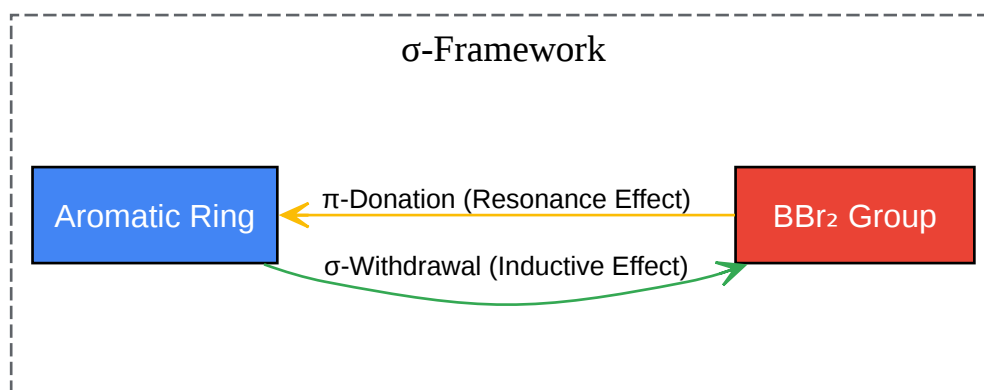 σ-Framework
π-Donation (Resonance Effect)
Aromatic Ring
BBr₂ Group
σ-Withdrawal (Inductive Effect)